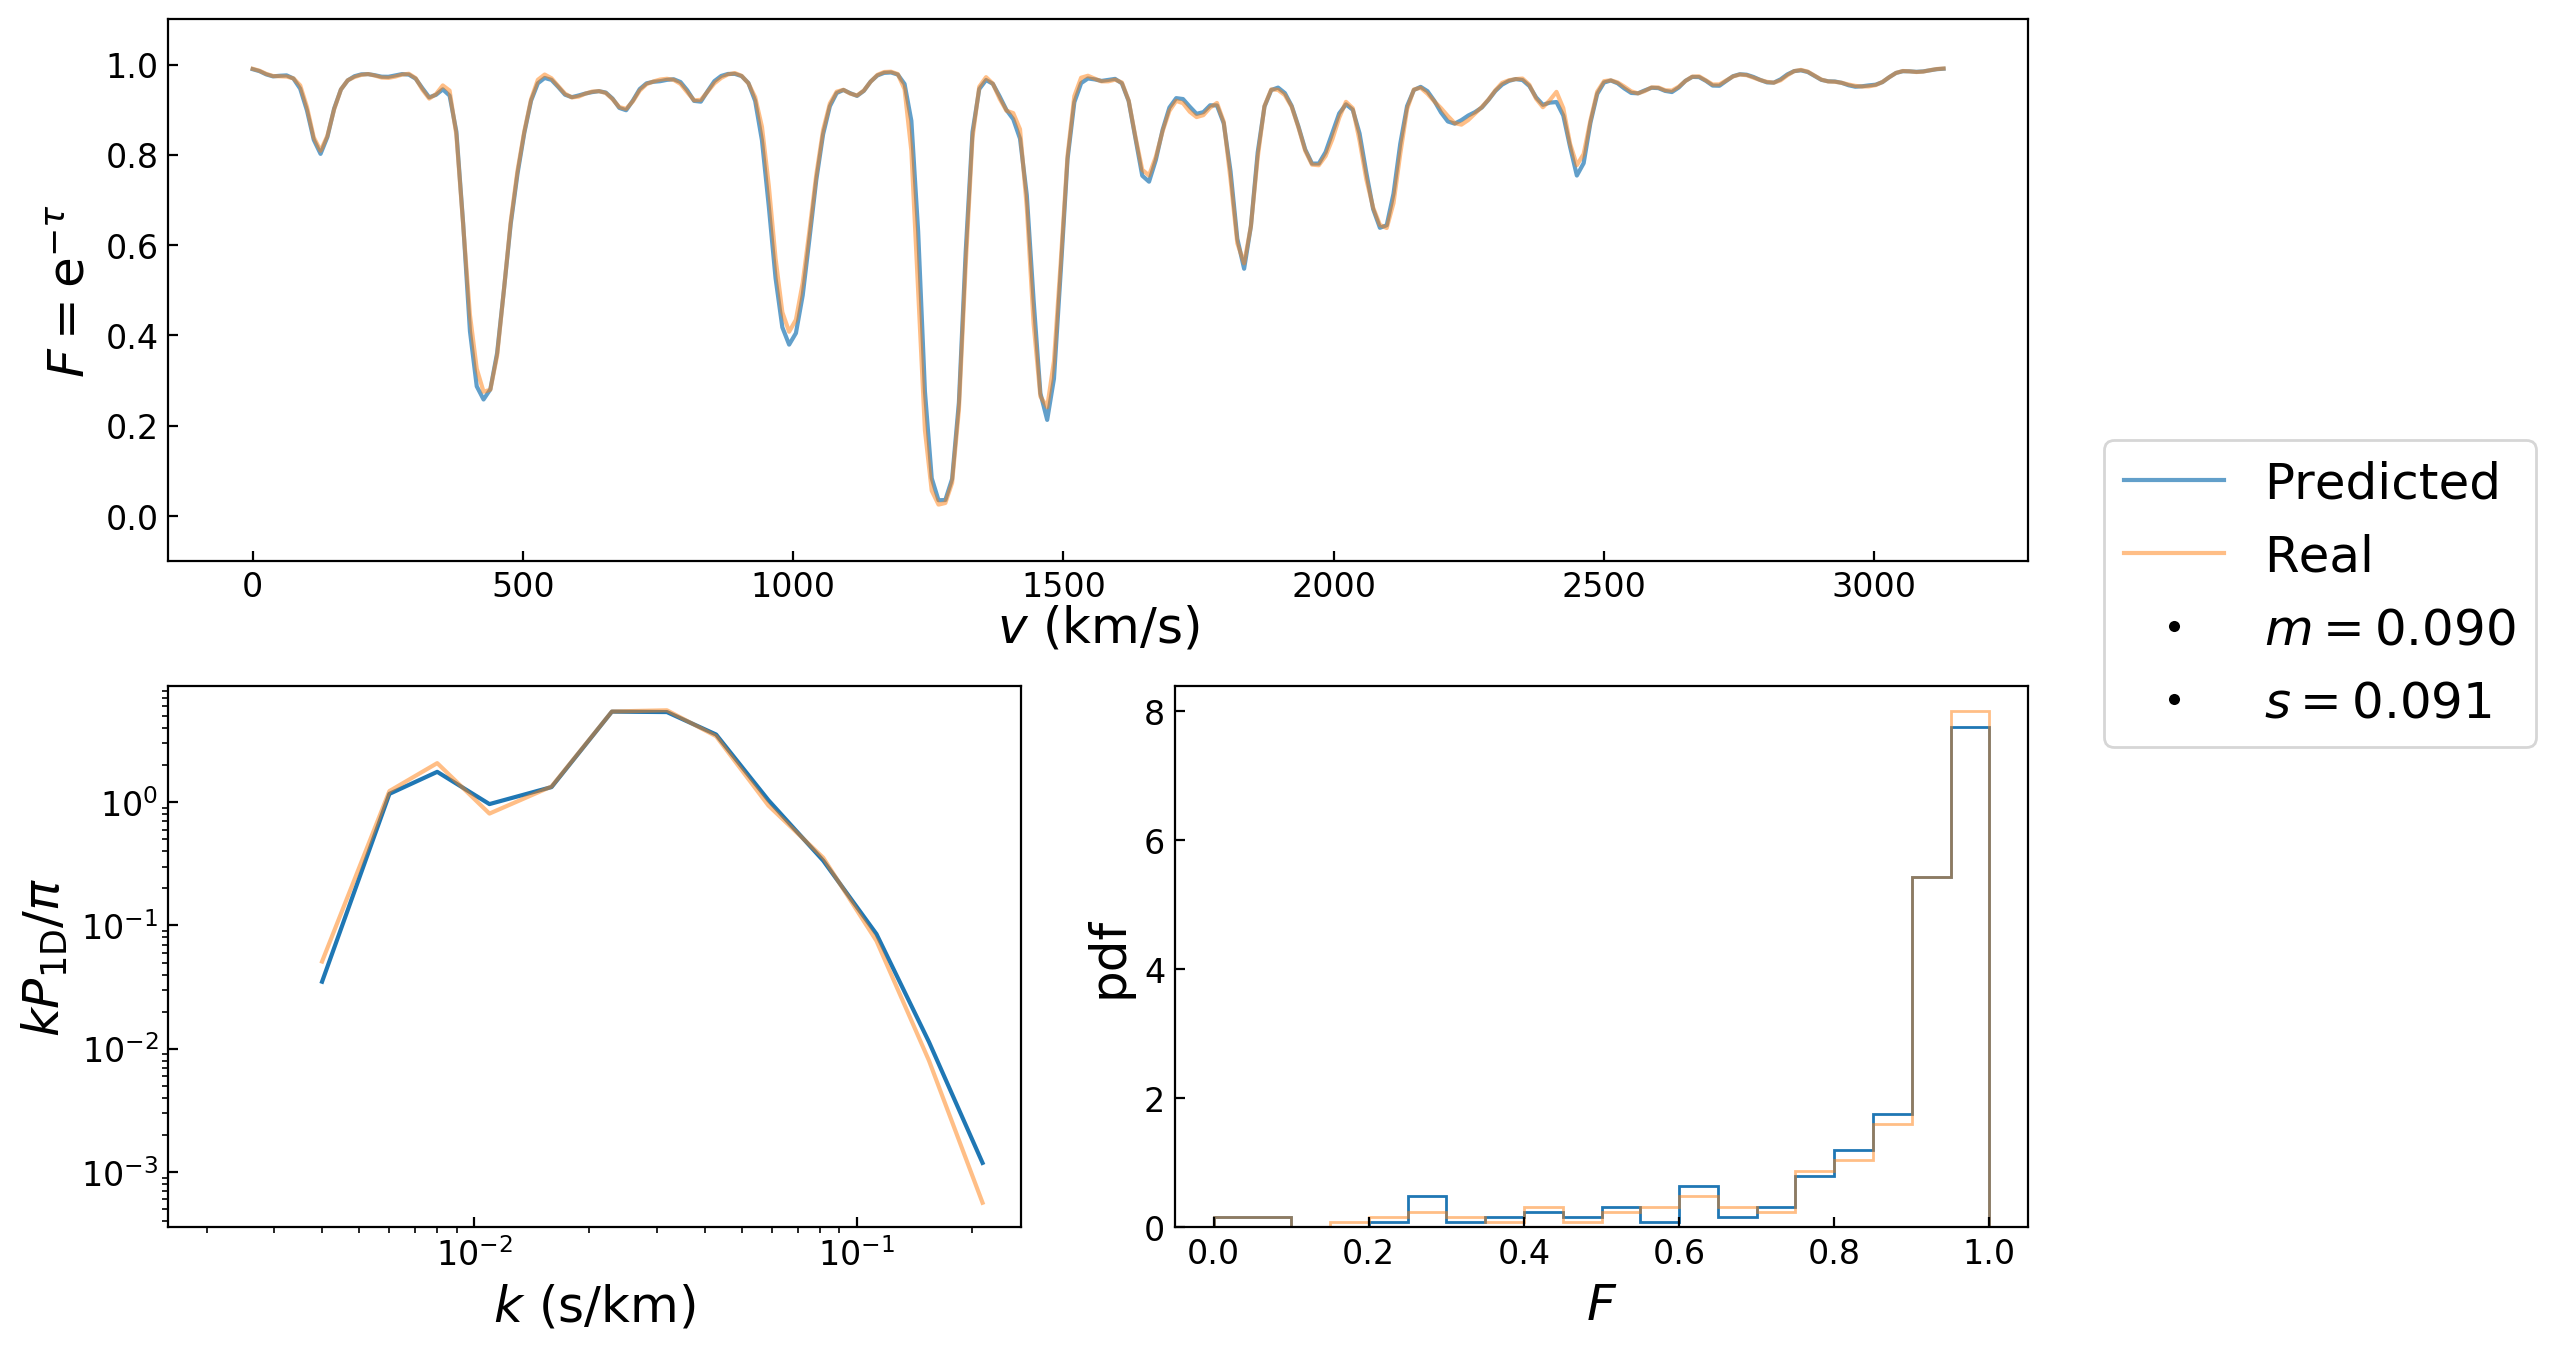 F = e^{−τ}
1.0
0.8
0.6
0.4
0.2
0.0
0 500 1000 1500 2000 2500 3000
v (km/s)
Predicted
Real
m = 0.090
s = 0.091
kP_{1D}/π
10^0
10^{−1}
10^{−2}
10^{−3}
10^{−2} 10^{−1}
k (s/km)
pdf
8
6
4
2
0
0.0 0.2 0.4 0.6 0.8 1.0
F